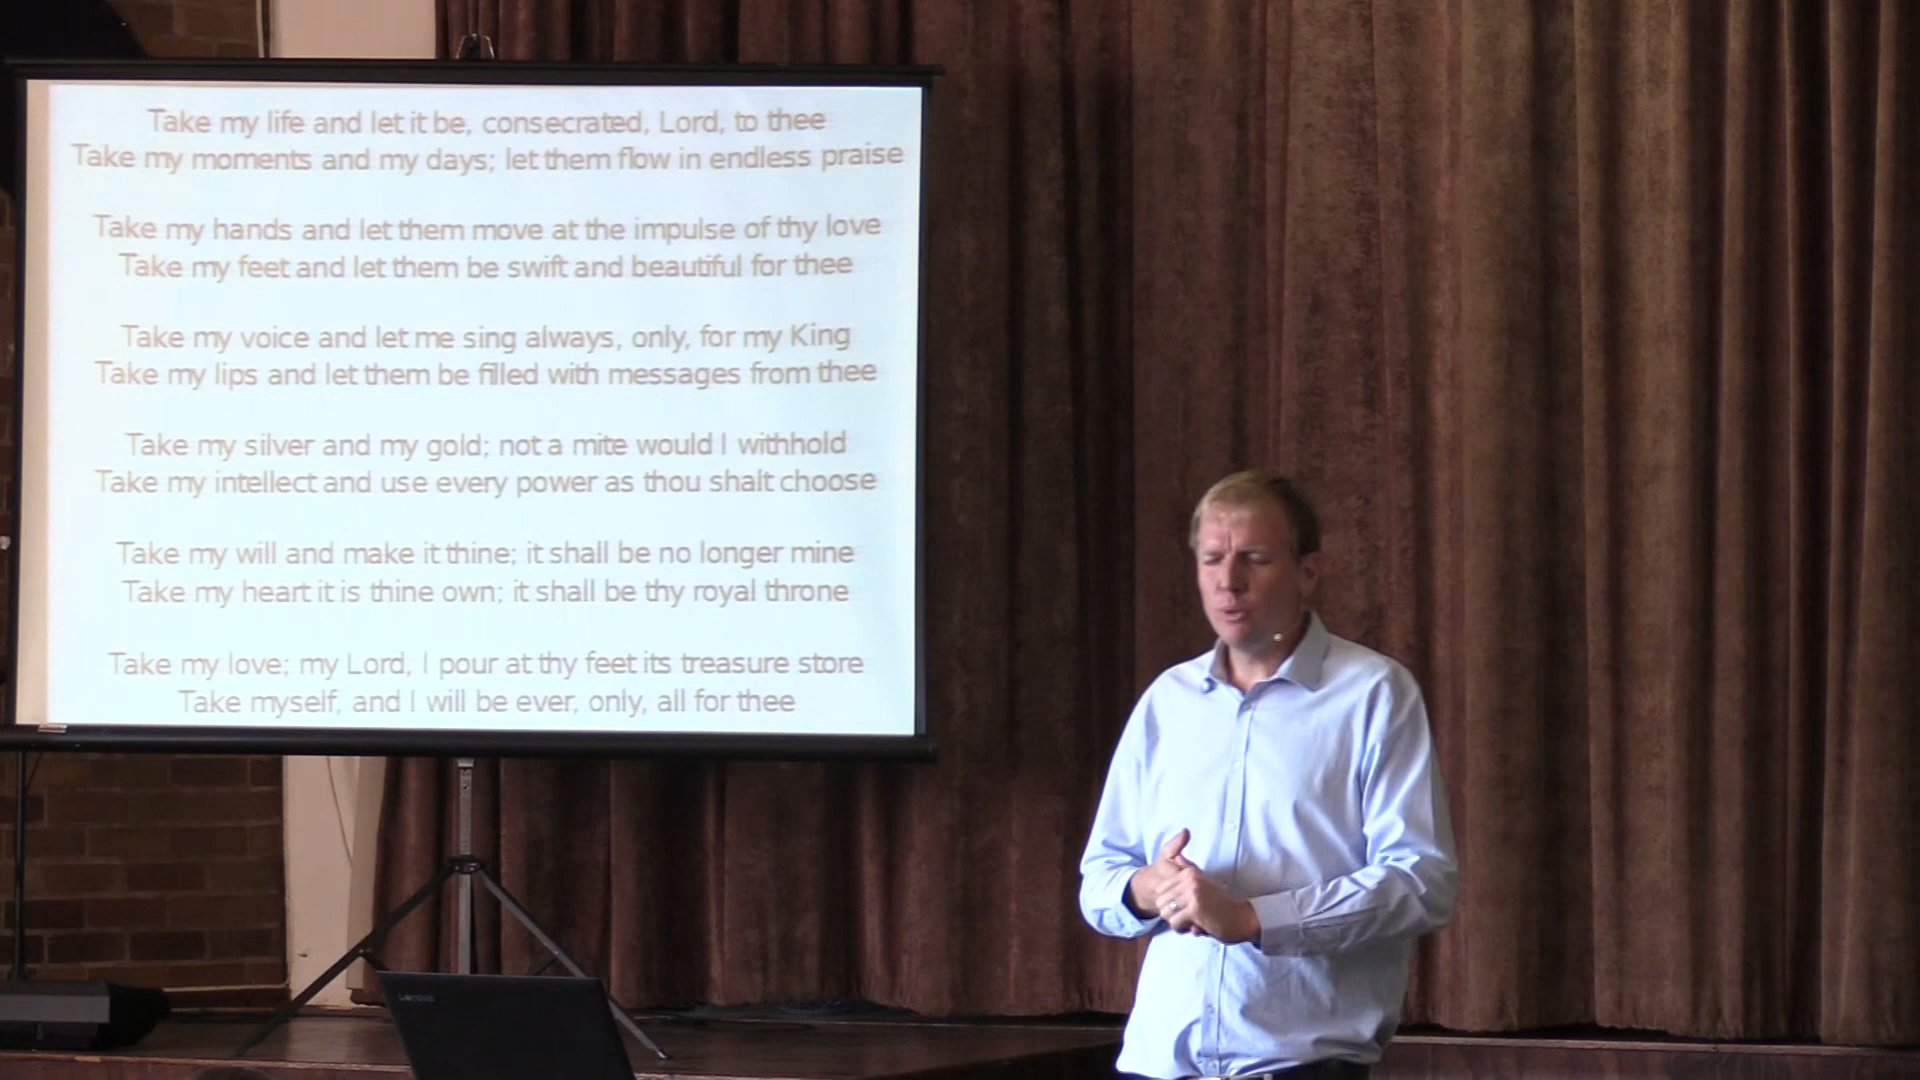 Take my life and let it be, consecrated, Lord, to thee
Take my moments and my days; let them flow in endless praise
Take my hands and let them move at the impulse of thy love
Take my feet and let them be swift and beautiful for thee
Take my voice and let me sing always, only, for my King
Take my lips and let them be filled with messages from thee
Take my silver and my gold; not a mite would I withhold
Take my intellect and use every power as thou shalt choose
Take my will and make it thine; it shall be no longer mine
Take my heart it is thine own; it shall be thy royal throne
Take my love; my Lord, I pour at thy feet its treasure store
Take myself, and I will be ever, only, all for thee
Lenovo